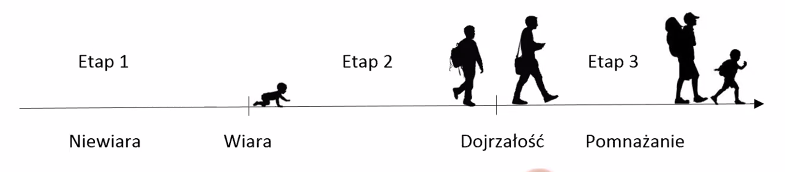 Etap 1
Etap 2
Etap 3
Niewiara
Wiara
Dojrzałość
Pomnażanie